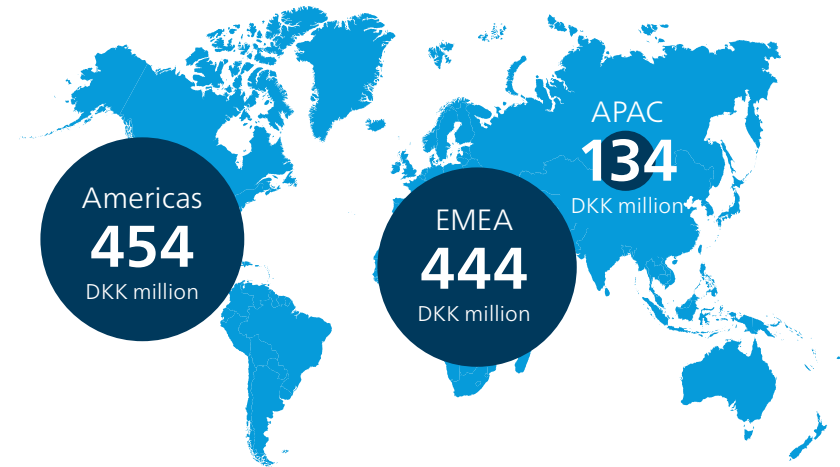 Americas
454
DKK million
EMEA
444
DKK million
APAC
134
DKK million